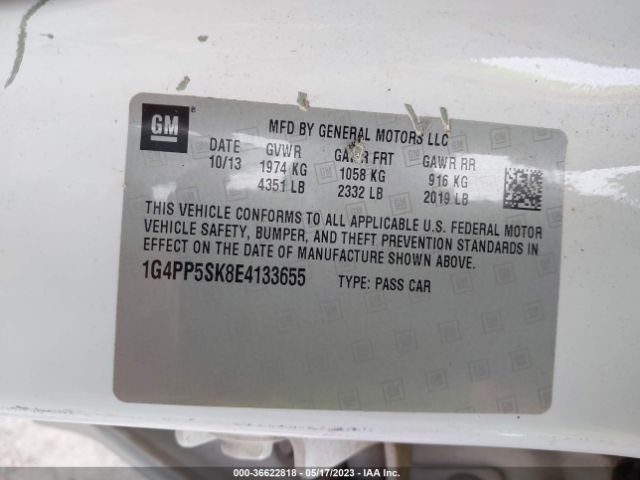 GM ®
MFD BY GENERAL MOTORS LLC
DATE GVWR GAWR FRT GAWR RR
10/13 1974 KG 1058 KG 916 KG
4351 LB 2332 LB 2019 LB
THIS VEHICLE CONFORMS TO ALL APPLICABLE U.S. FEDERAL MOTOR
VEHICLE SAFETY, BUMPER, AND THEFT PREVENTION STANDARDS IN
EFFECT ON THE DATE OF MANUFACTURE SHOWN ABOVE.
1G4PP5SK8E4133655 TYPE: PASS CAR
000-36622818 - 05/17/2023 - IAA Inc.